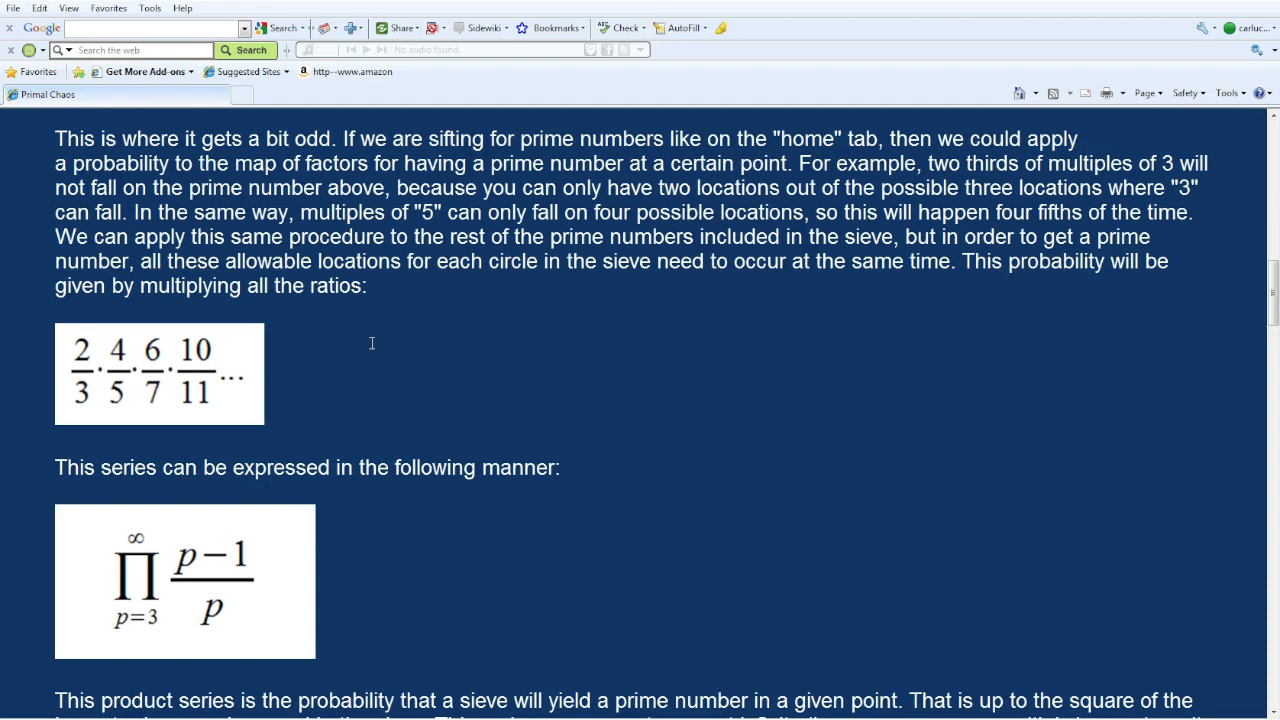 File Edit View Favorites Tools Help
x Google Search Share Sidewiki Bookmarks Check AutoFill carluc...
x Search the web Search No audio found.
Favorites Get More Add-ons Suggested Sites http--www.amazon
Primal Chaos Page Safety Tools
This is where it gets a bit odd. If we are sifting for prime numbers like on the "home" tab, then we could apply
a probability to the map of factors for having a prime number at a certain point. For example, two thirds of multiples of 3 will
not fall on the prime number above, because you can only have two locations out of the possible three locations where "3"
can fall. In the same way, multiples of "5" can only fall on four possible locations, so this will happen four fifths of the time.
We can apply this same procedure to the rest of the prime numbers included in the sieve, but in order to get a prime
number, all these allowable locations for each circle in the sieve need to occur at the same time. This probability will be
given by multiplying all the ratios:
2/3 · 4/5 · 6/7 · 10/11 ...
This series can be expressed in the following manner:
∞
∏ p−1
p=3 p
This product series is the probability that a sieve will yield a prime number in a given point. That is up to the square of the